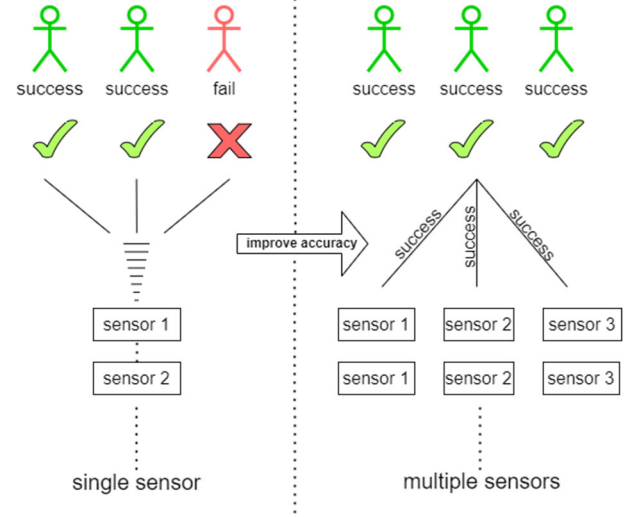 success success fail
success success success
improve accuracy
success
success
success
sensor 1
sensor 2
sensor 1 sensor 2 sensor 3
sensor 1 sensor 2 sensor 3
single sensor
multiple sensors